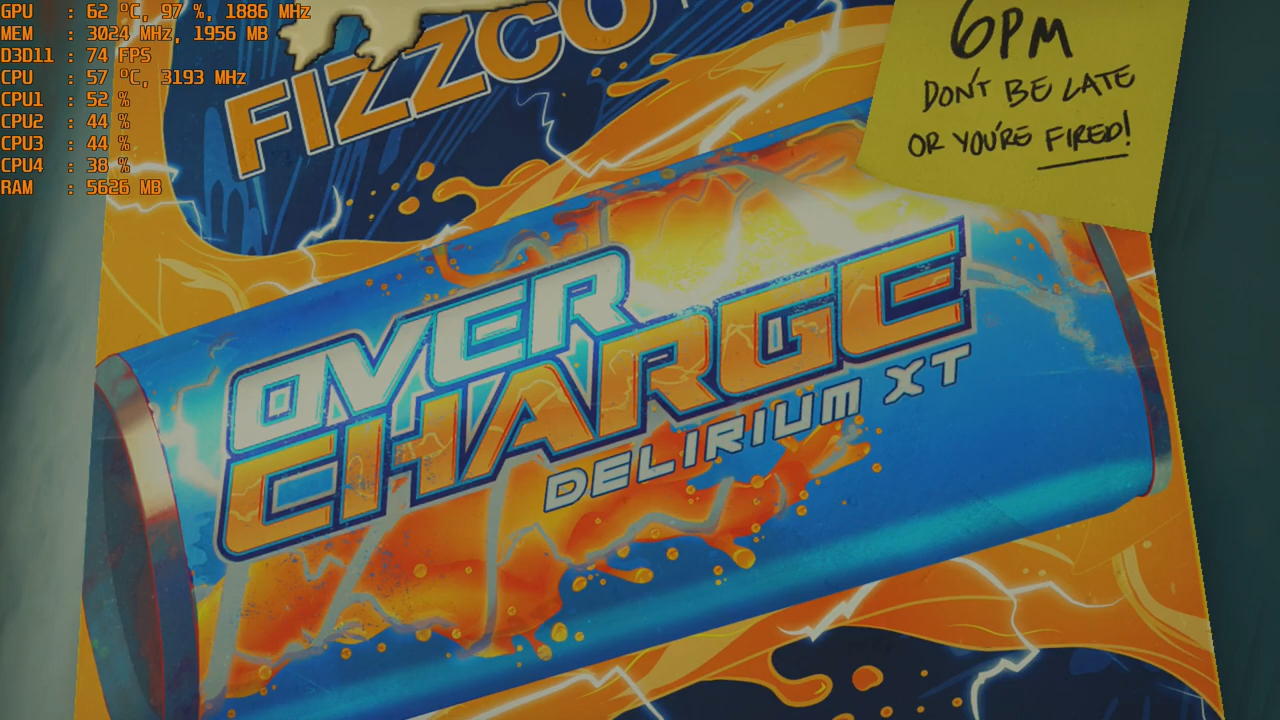 GPU : 62 ºC, 97 %, 1886 MHz
MEM : 3024 MHz, 1956 MB
D3D11 : 74 FPS
CPU : 57 ºC, 3193 MHz
CPU1 : 52 %
CPU2 : 44 %
CPU3 : 44 %
CPU4 : 38 %
RAM : 5626 MB
FIZZCO
6PM
DON'T BE LATE
OR YOU'RE FIRED!
OVER
CHARGE
DELIRIUM XT